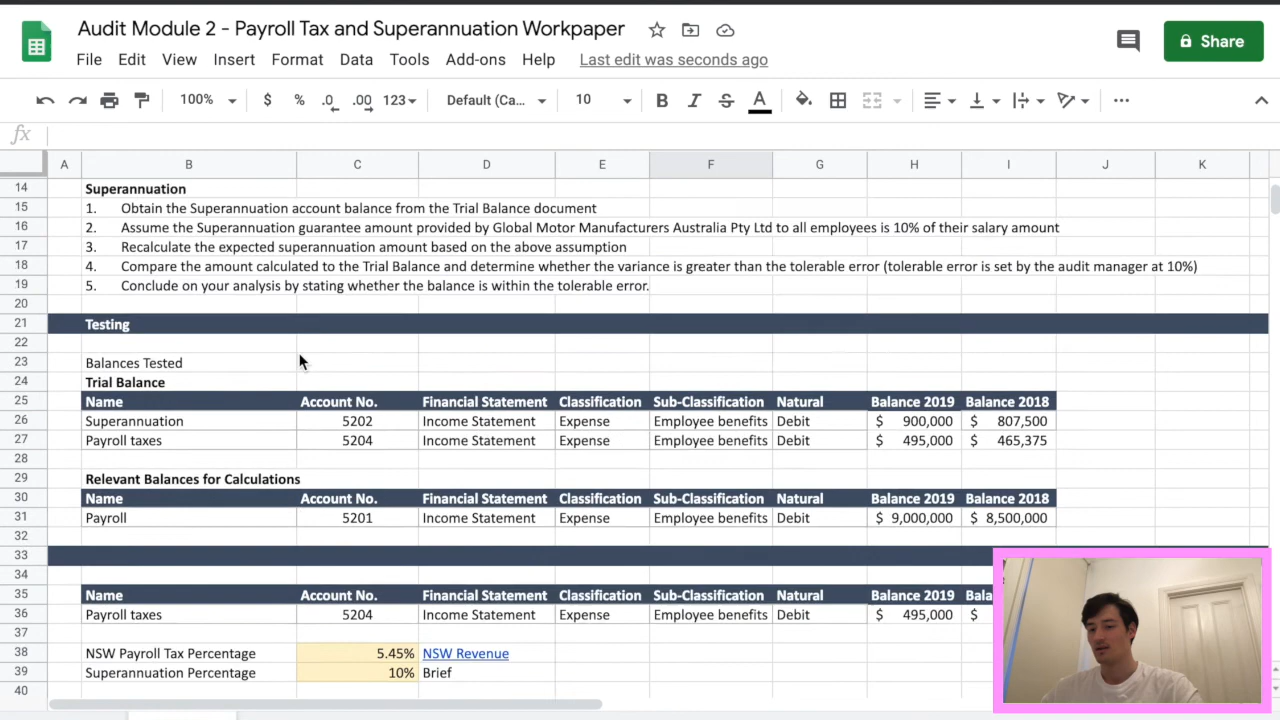 Audit Module 2 - Payroll Tax and Superannuation Workpaper
Share
File Edit View Insert Format Data Tools Add-ons Help Last edit was seconds ago
100% $ % .0 .00 123 Default (Ca... 10 B I S A
fx
A B C D E F G H I J K
14 Superannuation
15 1. Obtain the Superannuation account balance from the Trial Balance document
16 2. Assume the Superannuation guarantee amount provided by Global Motor Manufacturers Australia Pty Ltd to all employees is 10% of their salary amount
17 3. Recalculate the expected superannuation amount based on the above assumption
18 4. Compare the amount calculated to the Trial Balance and determine whether the variance is greater than the tolerable error (tolerable error is set by the audit manager at 10%)
19 5. Conclude on your analysis by stating whether the balance is within the tolerable error.
20
21 Testing
22
23 Balances Tested
24 Trial Balance
25 Name Account No. Financial Statement Classification Sub-Classification Natural Balance 2019 Balance 2018
26 Superannuation 5202 Income Statement Expense Employee benefits Debit $ 900,000 $ 807,500
27 Payroll taxes 5204 Income Statement Expense Employee benefits Debit $ 495,000 $ 465,375
28
29 Relevant Balances for Calculations
30 Name Account No. Financial Statement Classification Sub-Classification Natural Balance 2019 Balance 2018
31 Payroll 5201 Income Statement Expense Employee benefits Debit $ 9,000,000 $ 8,500,000
32
33
34
35 Name Account No. Financial Statement Classification Sub-Classification Natural Balance 2019 Bala
36 Payroll taxes 5204 Income Statement Expense Employee benefits Debit $ 495,000 $
37
38 NSW Payroll Tax Percentage 5.45% NSW Revenue
39 Superannuation Percentage 10% Brief
40